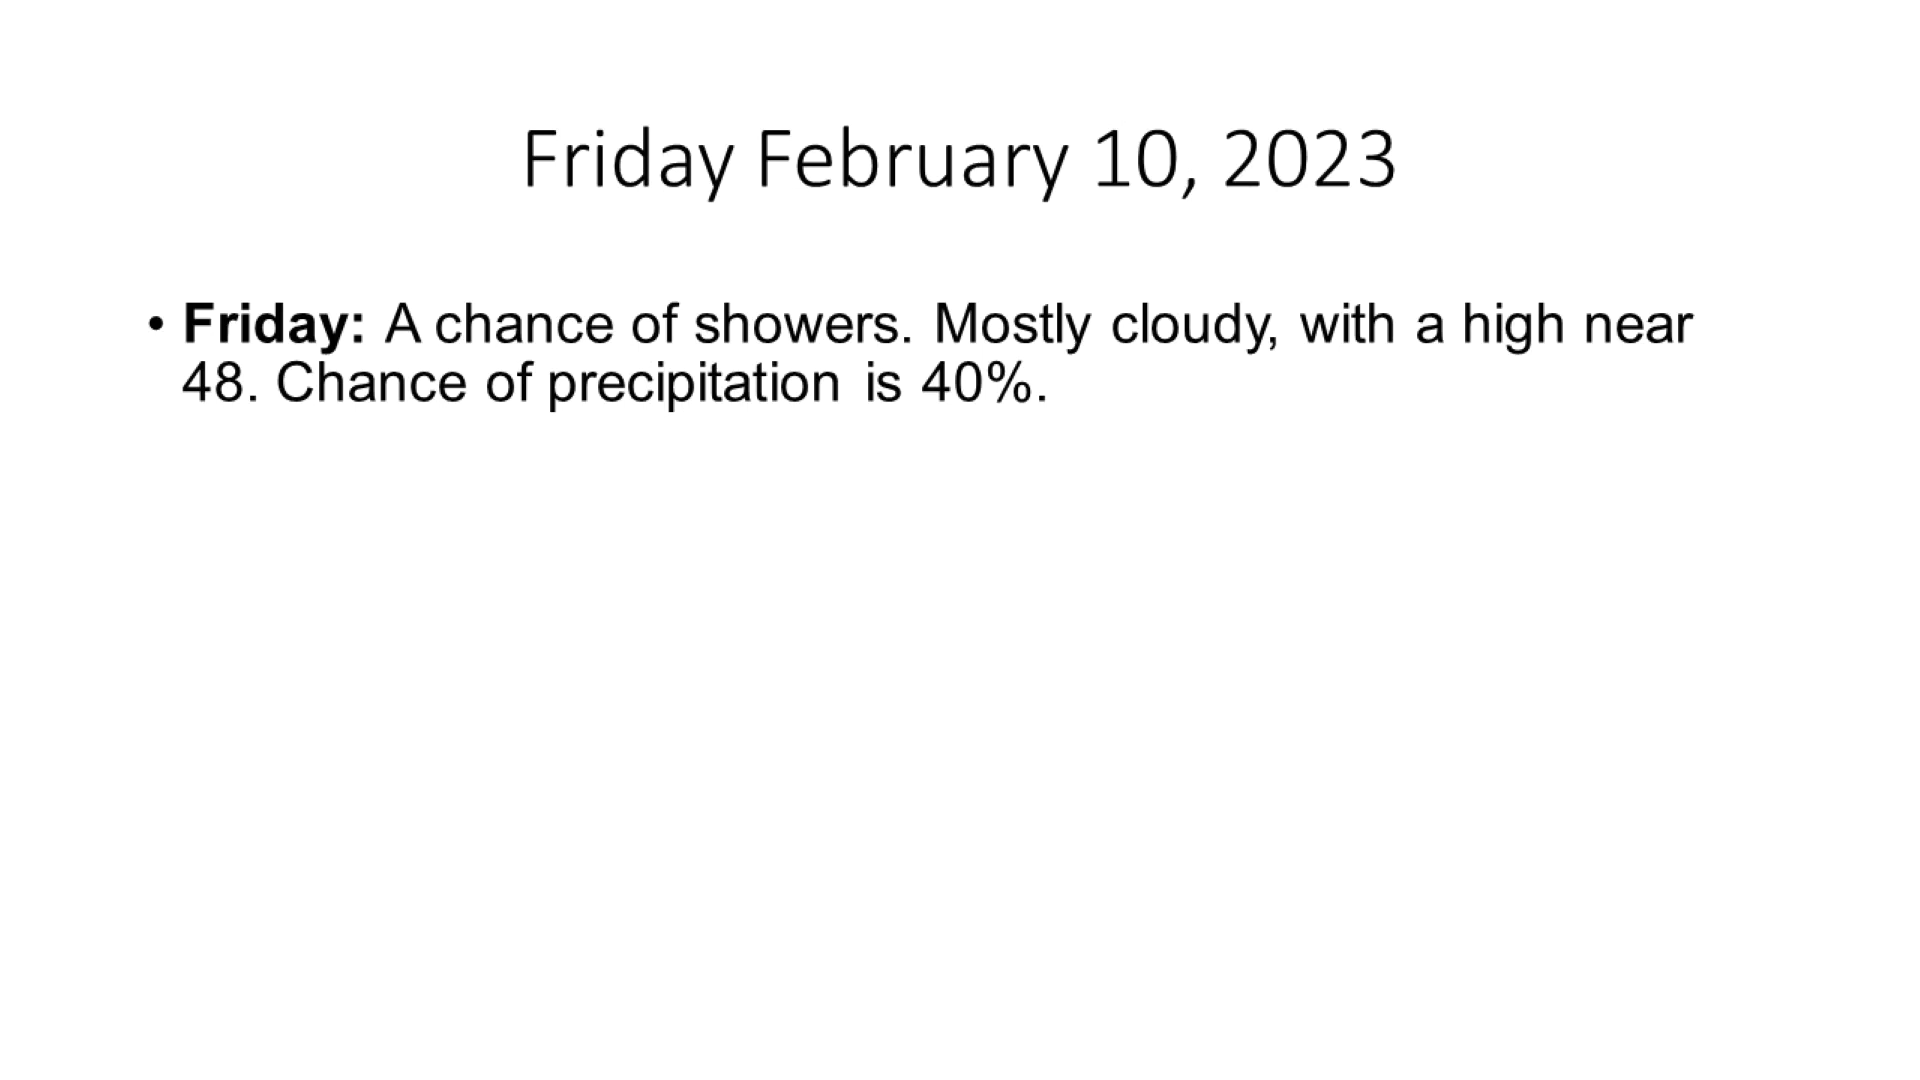 Friday February 10, 2023
• Friday: A chance of showers. Mostly cloudy, with a high near
48. Chance of precipitation is 40%.